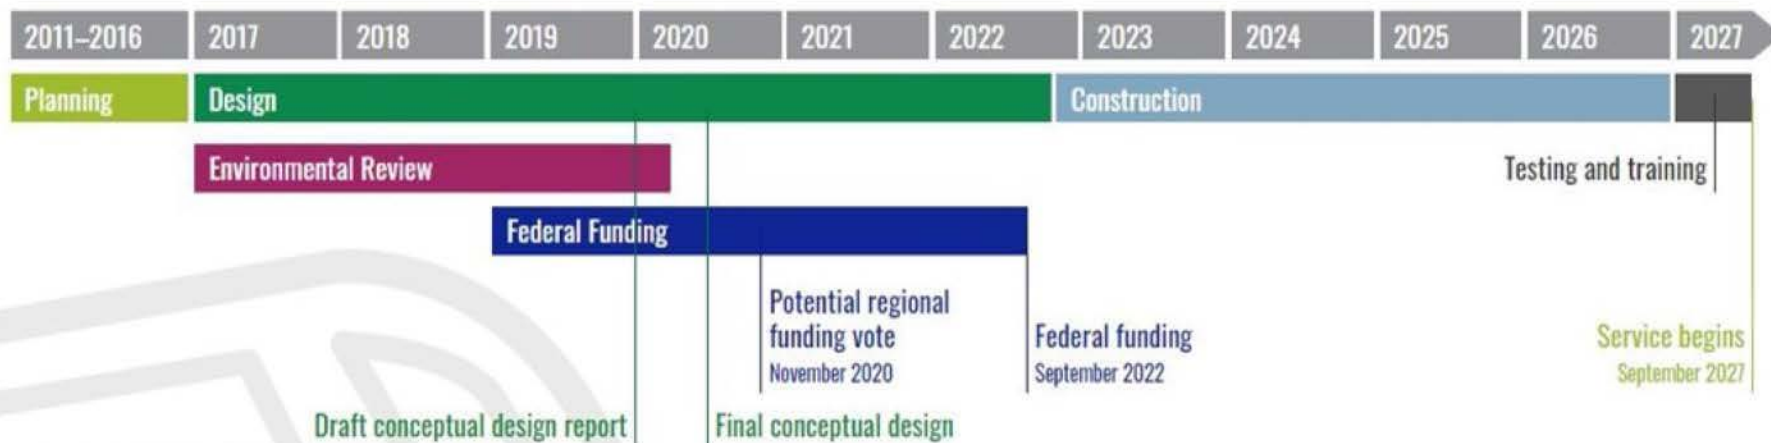 2011–2016 2017 2018 2019 2020 2021 2022 2023 2024 2025 2026 2027
Planning Design Construction
Environmental Review
Testing and training
Federal Funding
Potential regional
funding vote
November 2020
Federal funding
September 2022
Service begins
September 2027
Draft conceptual design report
Final conceptual design